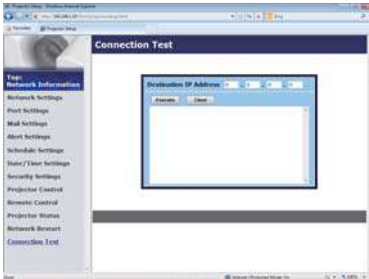 Connection Test
Top:
Network Information
Network Settings
Port Settings
Mail Settings
Alert Settings
Schedule Settings
Date/Time Settings
Security Settings
Projector Control
Remote Control
Projector Status
Network Restart
Connection Test
Destination IP Address
Execute Clear